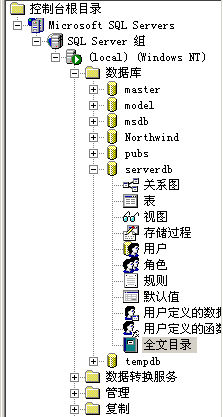 控制台根目录
Microsoft SQL Servers
SQL Server 组
(local) (Windows NT)
数据库
master
model
msdb
Northwind
pubs
serverdb
关系图
表
视图
存储过程
用户
角色
规则
默认值
用户定义的数据
用户定义的函数
全文目录
tempdb
数据转换服务
管理
复制